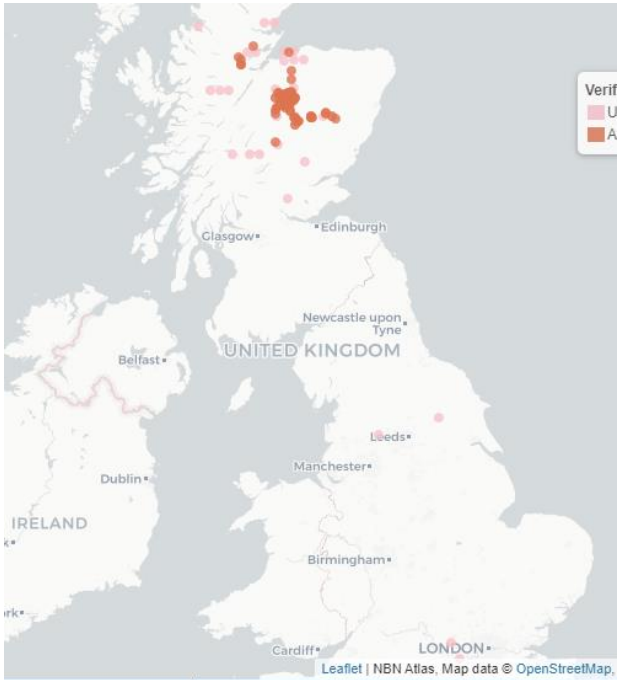 Verif
U
A
Glasgow
Edinburgh
Newcastle upon
Tyne
UNITED KINGDOM
Belfast
Leeds
Manchester
Dublin
IRELAND
k
Birmingham
rk
Cardiff
LONDON
Leaflet | NBN Atlas, Map data © OpenStreetMap,